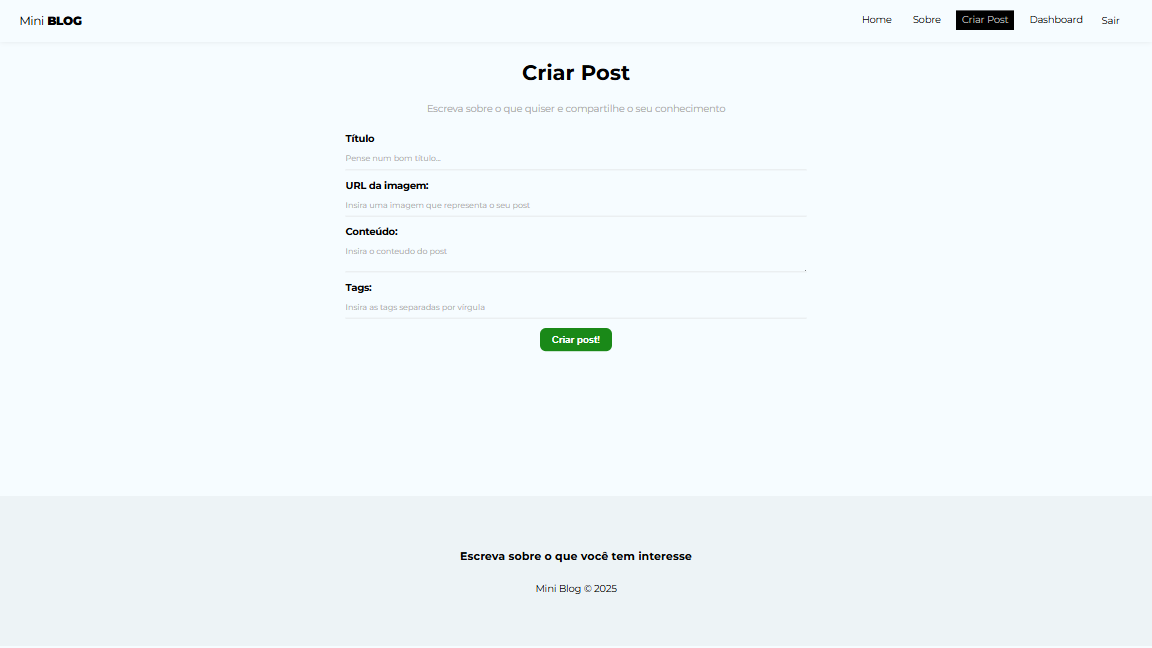 Mini BLOG
Home Sobre Criar Post Dashboard Sair
Criar Post
Escreva sobre o que quiser e compartilhe o seu conhecimento
Título
Pense num bom título...
URL da imagem:
Insira uma imagem que representa o seu post
Conteúdo:
Insira o conteudo do post
Tags:
Insira as tags separadas por vírgula
Criar post!
Escreva sobre o que você tem interesse
Mini Blog © 2025